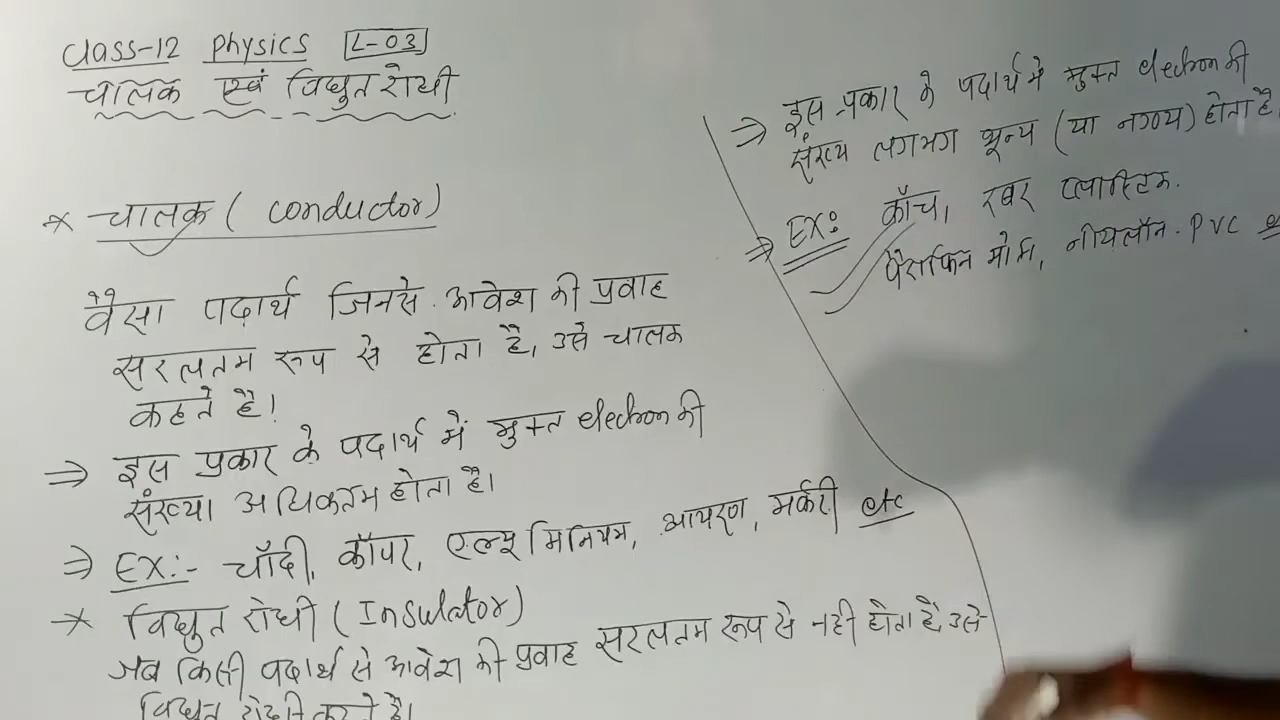 Class-12 Physics L-03
चालक एवं विद्युत रोधी
* चालक ( Conductor)
वैसा पदार्थ जिनसे आवेश की प्रवाह
सरलतम रूप से होता है, उसे चालक
कहते है।
⇒ इस प्रकार के पदार्थ में मुक्त electron की
संख्या अधिकतम होता है।
⇒ EX:- चाँदी, कॉपर, एल्यूमिनियम, आयरण, मर्करी etc
* विद्युत रोधी (Insulator)
जब किसी पदार्थ से आवेश की प्रवाह सरलतम रूप से नही होता है, उसे
विद्युत रोधी कहते है।
⇒ इस प्रकार के पदार्थ मे मुक्त electron की
संख्य लगभग शून्य (या नगण्य) होता है,
⇒ EX: काँच, रबर प्लास्टिक.
पैराफिन मोम, नायलॉन. PVC